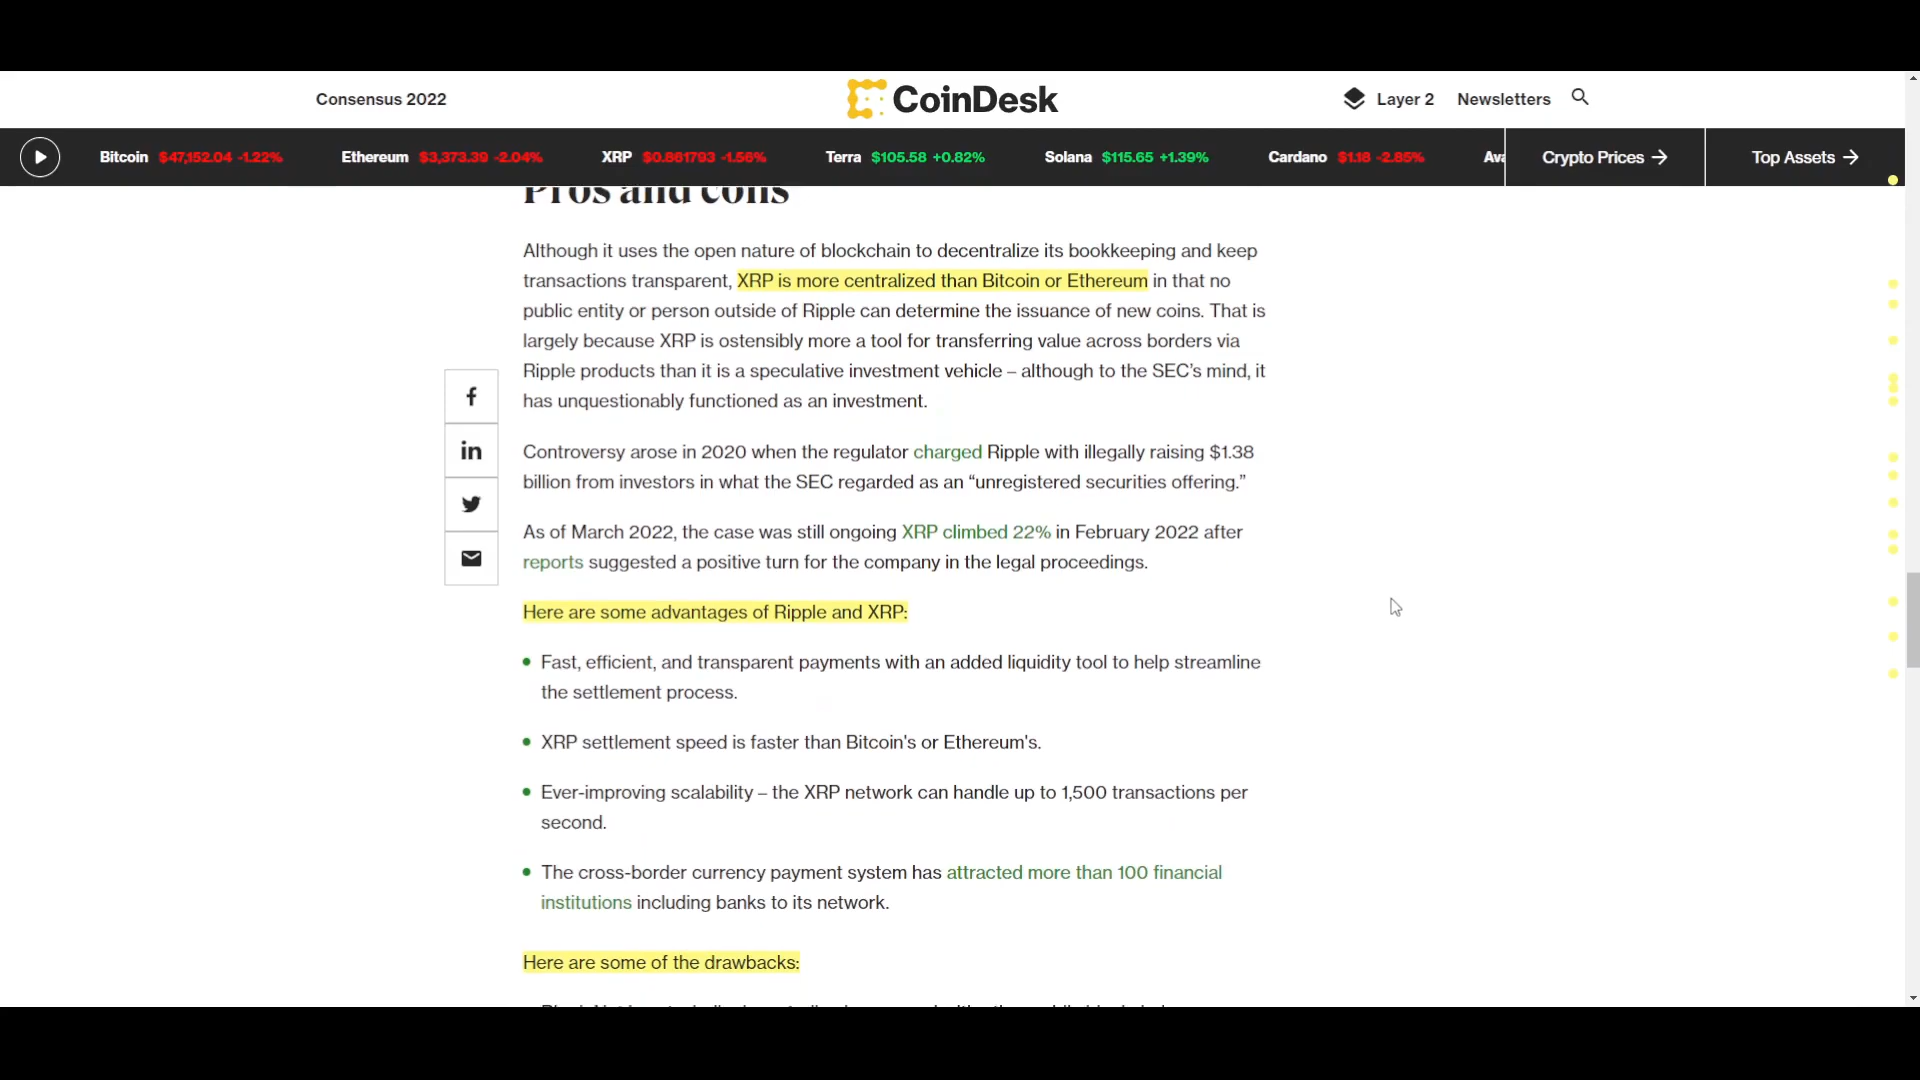 Consensus 2022
CoinDesk
Layer 2 Newsletters
Bitcoin $47,152.04 -1.22% Ethereum $3,373.39 -2.04% XRP $0.861793 -1.56% Terra $105.58 +0.82% Solana $115.65 +1.39% Cardano $1.18 -2.85% Ava Crypto Prices → Top Assets →
Pros and cons
Although it uses the open nature of blockchain to decentralize its bookkeeping and keep
transactions transparent, XRP is more centralized than Bitcoin or Ethereum in that no
public entity or person outside of Ripple can determine the issuance of new coins. That is
largely because XRP is ostensibly more a tool for transferring value across borders via
Ripple products than it is a speculative investment vehicle – although to the SEC’s mind, it
has unquestionably functioned as an investment.
Controversy arose in 2020 when the regulator charged Ripple with illegally raising $1.38
billion from investors in what the SEC regarded as an “unregistered securities offering.”
As of March 2022, the case was still ongoing XRP climbed 22% in February 2022 after
reports suggested a positive turn for the company in the legal proceedings.
Here are some advantages of Ripple and XRP:
• Fast, efficient, and transparent payments with an added liquidity tool to help streamline
the settlement process.
• XRP settlement speed is faster than Bitcoin's or Ethereum's.
• Ever-improving scalability – the XRP network can handle up to 1,500 transactions per
second.
• The cross-border currency payment system has attracted more than 100 financial
institutions including banks to its network.
Here are some of the drawbacks: